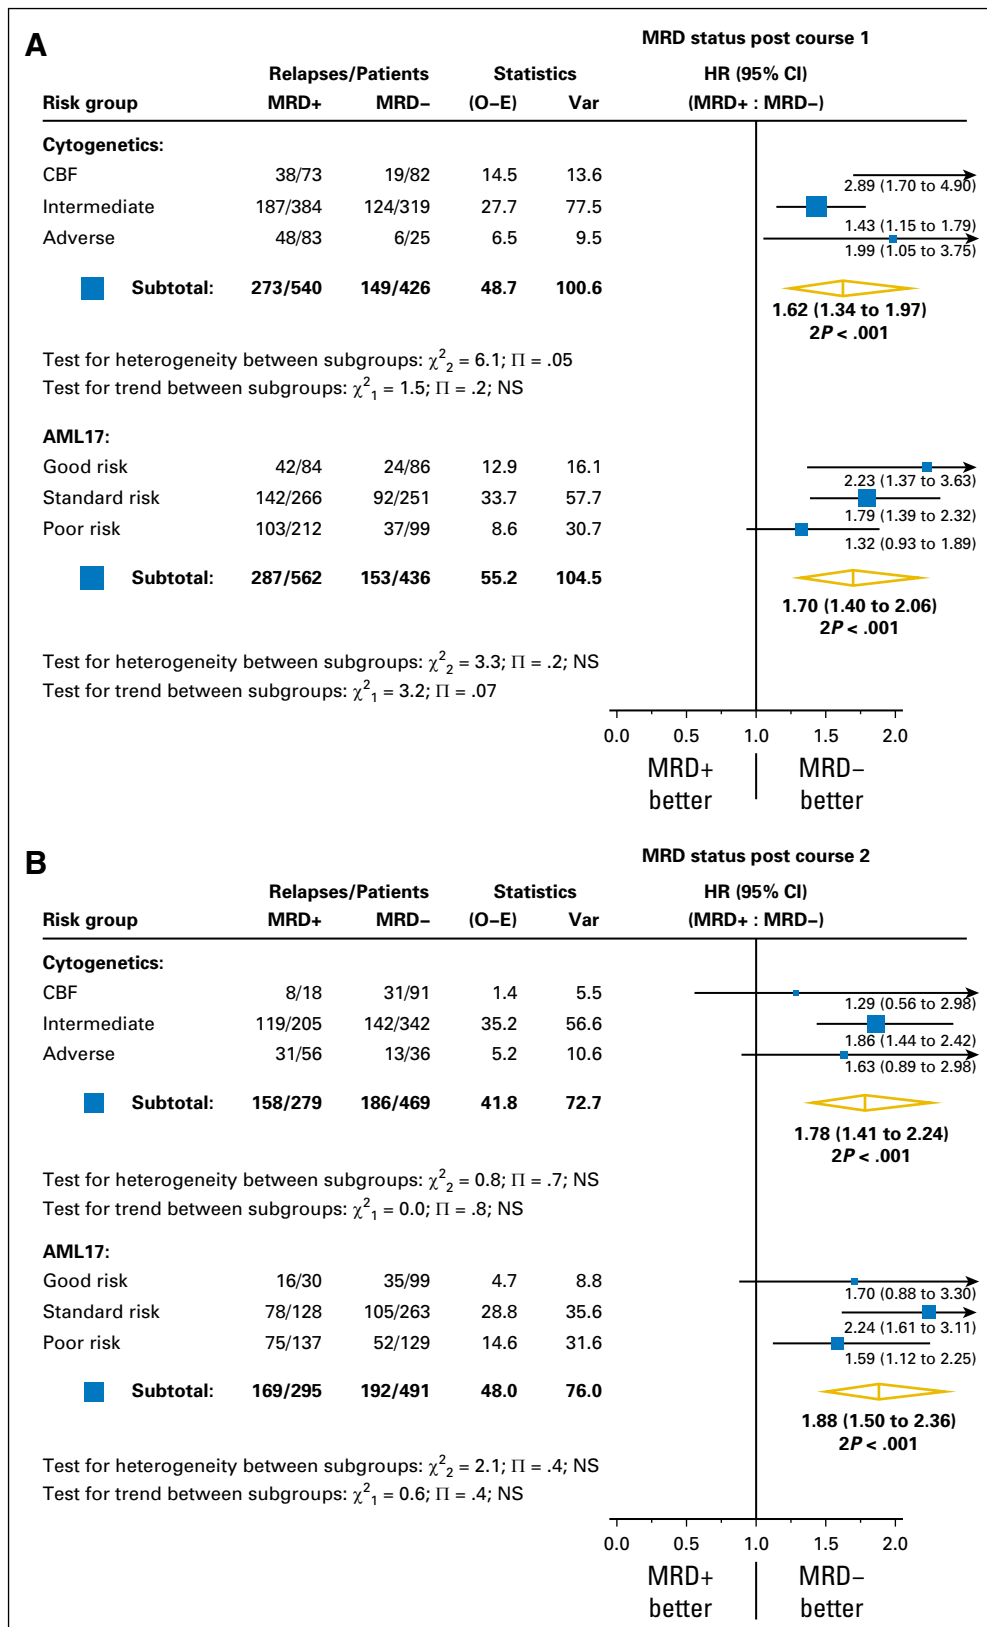 A
MRD status post course 1
Relapses/Patients Statistics HR (95% CI)
Risk group MRD+ MRD− (O−E) Var (MRD+ : MRD−)
Cytogenetics:
CBF 38/73 19/82 14.5 13.6 2.89 (1.70 to 4.90)
Intermediate 187/384 124/319 27.7 77.5 1.43 (1.15 to 1.79)
Adverse 48/83 6/25 6.5 9.5 1.99 (1.05 to 3.75)
Subtotal: 273/540 149/426 48.7 100.6 1.62 (1.34 to 1.97)
2P < .001
Test for heterogeneity between subgroups: χ²₂ = 6.1; Π = .05
Test for trend between subgroups: χ²₁ = 1.5; Π = .2; NS
AML17:
Good risk 42/84 24/86 12.9 16.1 2.23 (1.37 to 3.63)
Standard risk 142/266 92/251 33.7 57.7 1.79 (1.39 to 2.32)
Poor risk 103/212 37/99 8.6 30.7 1.32 (0.93 to 1.89)
Subtotal: 287/562 153/436 55.2 104.5 1.70 (1.40 to 2.06)
2P < .001
Test for heterogeneity between subgroups: χ²₂ = 3.3; Π = .2; NS
Test for trend between subgroups: χ²₁ = 3.2; Π = .07
0.0 0.5 1.0 1.5 2.0
MRD+ MRD−
better better
B
MRD status post course 2
Relapses/Patients Statistics HR (95% CI)
Risk group MRD+ MRD− (O−E) Var (MRD+ : MRD−)
Cytogenetics:
CBF 8/18 31/91 1.4 5.5 1.29 (0.56 to 2.98)
Intermediate 119/205 142/342 35.2 56.6 1.86 (1.44 to 2.42)
Adverse 31/56 13/36 5.2 10.6 1.63 (0.89 to 2.98)
Subtotal: 158/279 186/469 41.8 72.7 1.78 (1.41 to 2.24)
2P < .001
Test for heterogeneity between subgroups: χ²₂ = 0.8; Π = .7; NS
Test for trend between subgroups: χ²₁ = 0.0; Π = .8; NS
AML17:
Good risk 16/30 35/99 4.7 8.8 1.70 (0.88 to 3.30)
Standard risk 78/128 105/263 28.8 35.6 2.24 (1.61 to 3.11)
Poor risk 75/137 52/129 14.6 31.6 1.59 (1.12 to 2.25)
Subtotal: 169/295 192/491 48.0 76.0 1.88 (1.50 to 2.36)
2P < .001
Test for heterogeneity between subgroups: χ²₂ = 2.1; Π = .4; NS
Test for trend between subgroups: χ²₁ = 0.6; Π = .4; NS
0.0 0.5 1.0 1.5 2.0
MRD+ MRD−
better better